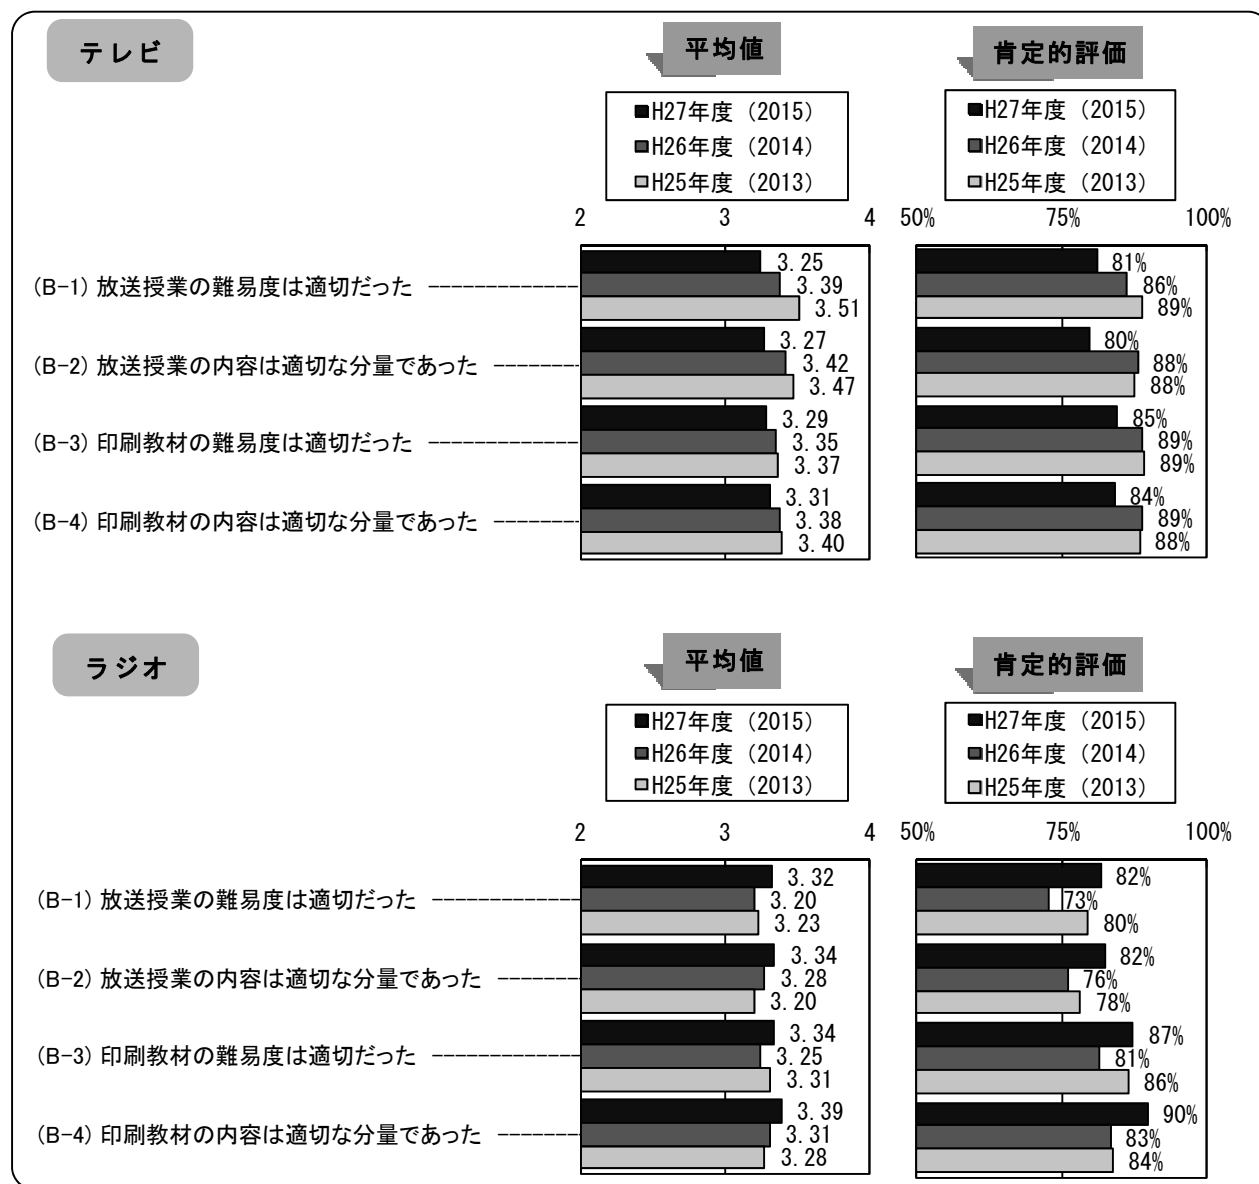 テレビ
平均値
肯定的評価
■H27年度（2015）
■H26年度（2014）
□H25年度（2013）
■H27年度（2015）
■H26年度（2014）
□H25年度（2013）
2 3 4
50% 75% 100%
(B-1) 放送授業の難易度は適切だった
3.25
3.39
3.51
81%
86%
89%
(B-2) 放送授業の内容は適切な分量であった
3.27
3.42
3.47
80%
88%
88%
(B-3) 印刷教材の難易度は適切だった
3.29
3.35
3.37
85%
89%
89%
(B-4) 印刷教材の内容は適切な分量であった
3.31
3.38
3.40
84%
89%
88%
ラジオ
平均値
肯定的評価
■H27年度（2015）
■H26年度（2014）
□H25年度（2013）
■H27年度（2015）
■H26年度（2014）
□H25年度（2013）
2 3 4
50% 75% 100%
(B-1) 放送授業の難易度は適切だった
3.32
3.20
3.23
82%
73%
80%
(B-2) 放送授業の内容は適切な分量であった
3.34
3.28
3.20
82%
76%
78%
(B-3) 印刷教材の難易度は適切だった
3.34
3.25
3.31
87%
81%
86%
(B-4) 印刷教材の内容は適切な分量であった
3.39
3.31
3.28
90%
83%
84%